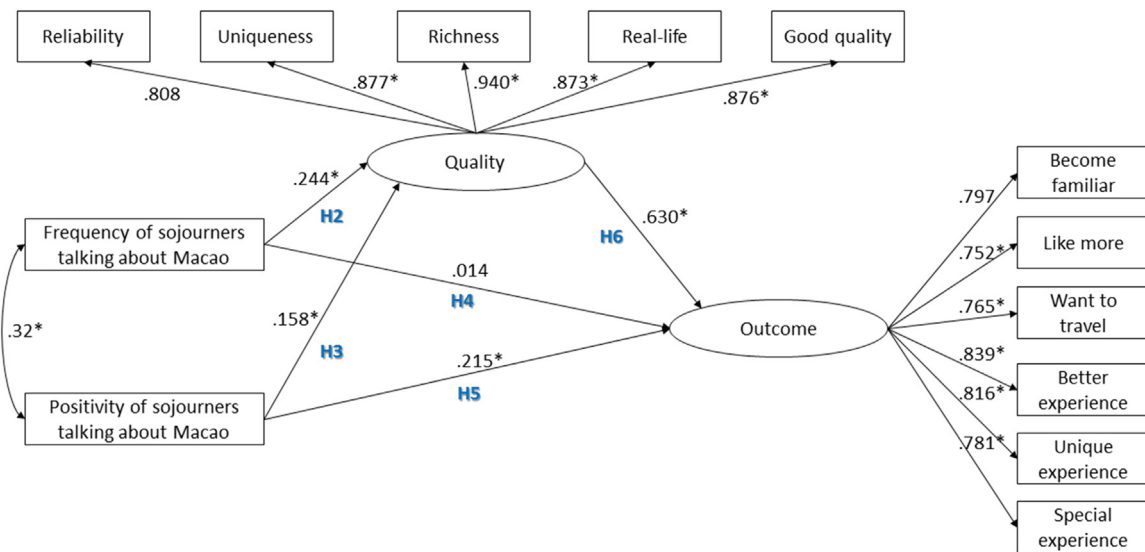 Reliability
Uniqueness
Richness
Real-life
Good quality
.808
.877*
.940*
.873*
.876*
Quality
.244*
H2
.630*
H6
Frequency of sojourners
talking about Macao
.014
H4
.32*
.158*
H3
.215*
H5
Positivity of sojourners
talking about Macao
Outcome
.797
.752*
.765*
.839*
.816*
.781*
Become
familiar
Like more
Want to
travel
Better
experience
Unique
experience
Special
experience